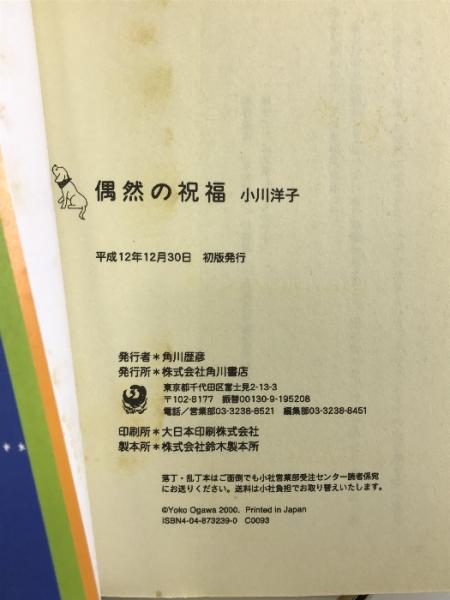 偶然の祝福 小川洋子
平成12年12月30日 初版発行
発行者*角川歴彦
発行所*株式会社角川書店
東京都千代田区富士見2-13-3
〒102-8177 振替00130-9-195208
電話/営業部03-3238-8521 編集部03-3238-8451
印刷所*大日本印刷株式会社
製本所*株式会社鈴木製本所
落丁・乱丁本はご面倒でも小社営業部受注センター読者係宛
にお送りください。送料は小社負担でお取り替えいたします。
©Yoko Ogawa 2000, Printed in Japan
ISBN4-04-873239-0 C0093